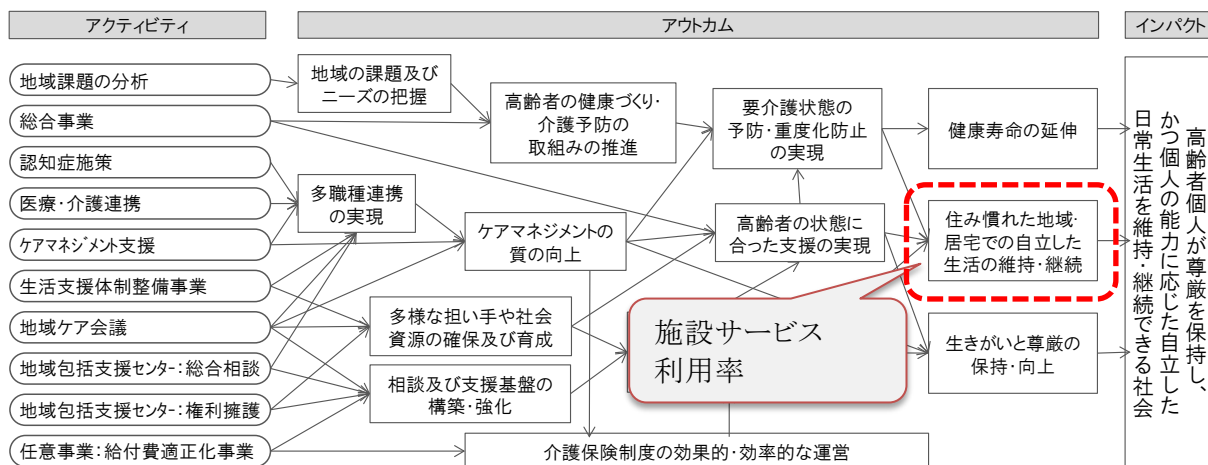 アクティビティ
アウトカム
インパクト
地域課題の分析
総合事業
認知症施策
医療・介護連携
ケアマネジメント支援
生活支援体制整備事業
地域ケア会議
地域包括支援センター:総合相談
地域包括支援センター:権利擁護
任意事業:給付費適正化事業
地域の課題及び
ニーズの把握
多職種連携
の実現
高齢者の健康づくり・
介護予防の
取組みの推進
ケアマネジメントの
質の向上
多様な担い手や社会
資源の確保及び育成
相談及び支援基盤の
構築・強化
介護保険制度の効果的・効率的な運営
要介護状態の
予防・重度化防止
の実現
高齢者の状態に
合った支援の実現
施設サービス
利用率
健康寿命の延伸
住み慣れた地域・
居宅での自立した
生活の維持・継続
生きがいと尊厳の
保持・向上
高齢者個人が尊厳を保持し、
かつ個人の能力に応じた自立した
日常生活を維持・継続できる社会